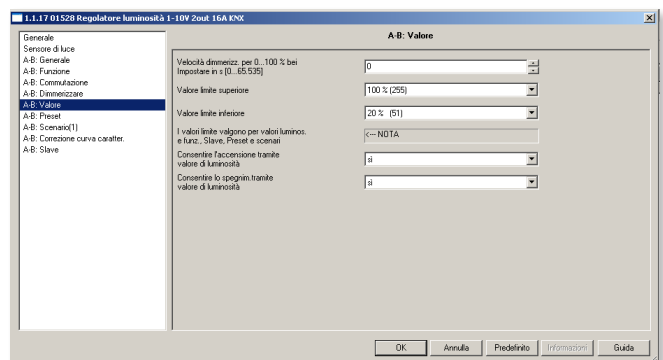 1.1.17 01528 Regolatore luminosità 1-10V 2out 16A KNX
Generale
Sensore di luce
A-B: Generale
A-B: Funzione
A-B: Commutazione
A-B: Dimmerizzare
A-B: Valore
A-B: Preset
A-B: Scenario(1)
A-B: Correzione curva caratter.
A-B: Slave
A-B: Valore
Velocità dimmerizz. per 0...100 % bei
Impostare in s [0...65.535]
0
Valore limite superiore
100 % (255)
Valore limite inferiore
20 % (51)
I valori limite valgono per valori luminos.
e funz., Slave, Preset e scenari
<--- NOTA
Consentire l'accensione tramite
valore di luminosità
sì
Consentire lo spegnim.tramite
valore di luminosità
sì
OK
Annulla
Predefinito
Informazioni
Guida